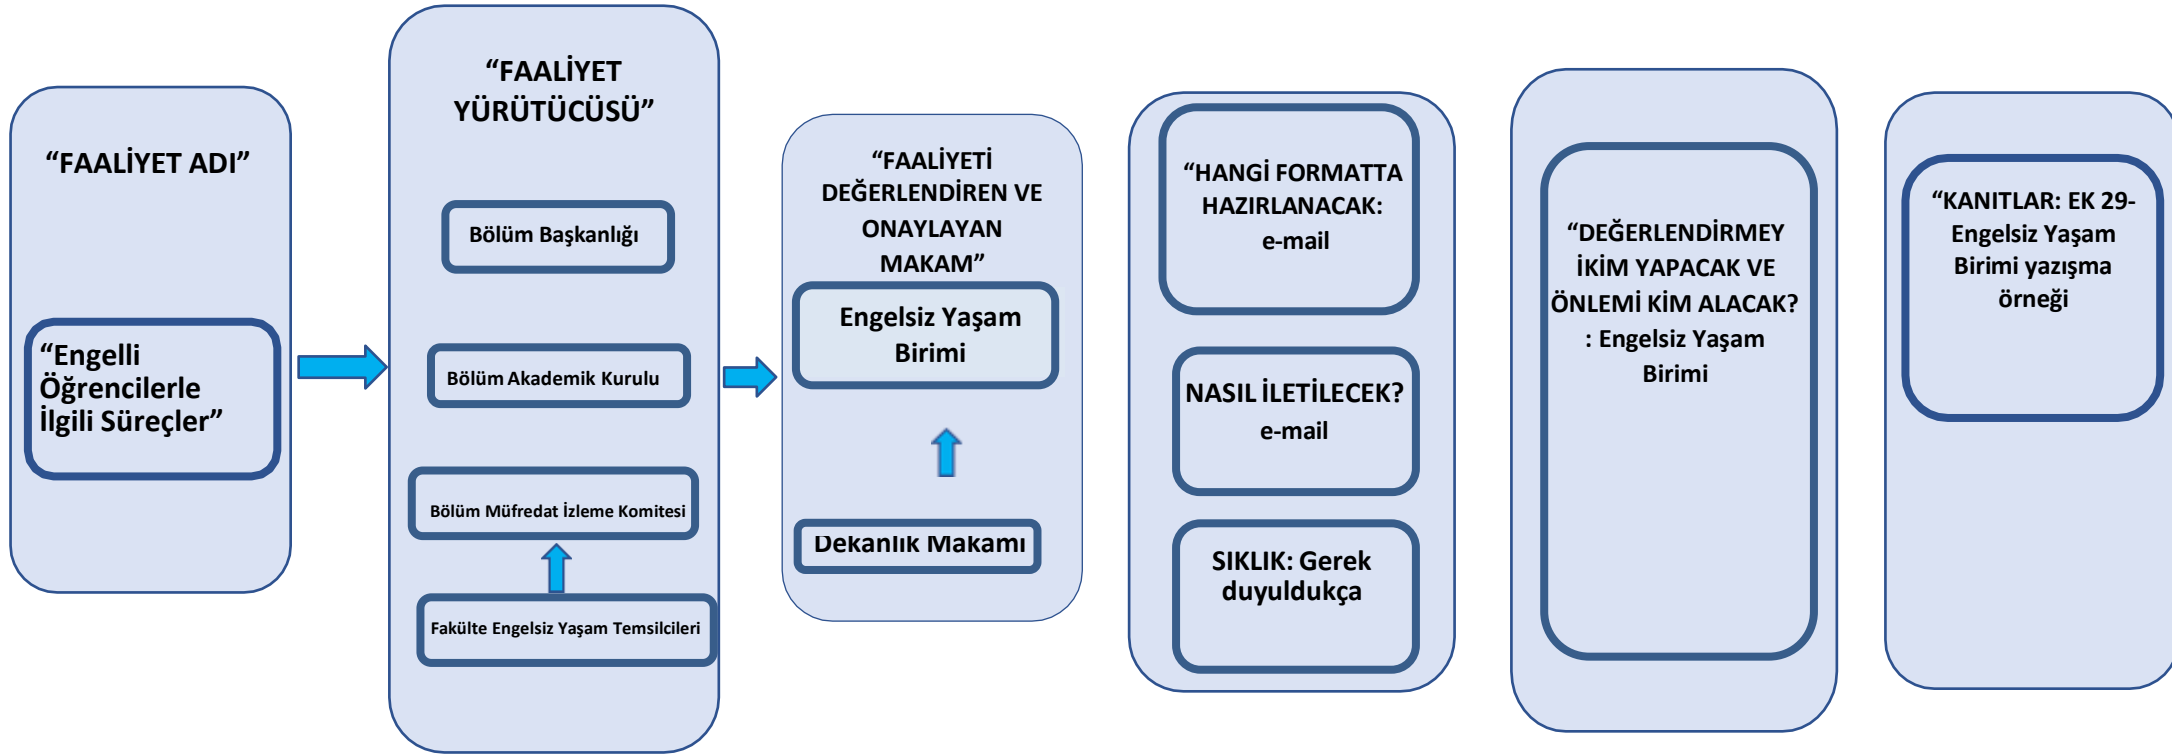 “FAALİYET ADI”
“Engelli
Öğrencilerle
İlgili Süreçler”
“FAALİYET
YÜRÜTÜCÜSÜ”
Bölüm Başkanlığı
Bölüm Akademik Kurulu
Bölüm Müfredat İzleme Komitesi
Fakülte Engelsiz Yaşam Temsilcileri
“FAALİYETİ
DEĞERLENDİREN VE
ONAYLAYAN
MAKAM”
Engelsiz Yaşam
Birimi
Dekanlık Makamı
“HANGİ FORMATTA
HAZIRLANACAK:
e-mail
NASIL İLETİLECEK?
e-mail
SIKLIK: Gerek
duyuldukça
“DEĞERLENDİRMEY
İKİM YAPACAK VE
ÖNLEMİ KİM ALACAK?
: Engelsiz Yaşam
Birimi
“KANITLAR: EK 29-
Engelsiz Yaşam
Birimi yazışma
örneği